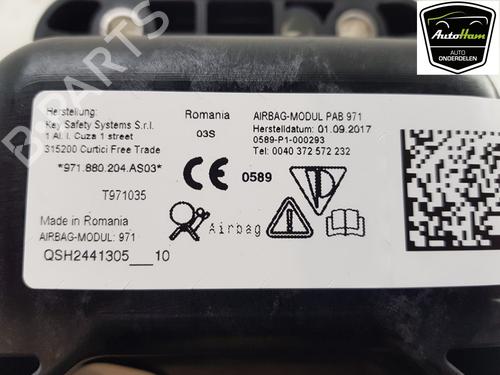 AutoHam
AUTO
ONDERDELEN
B PARTS
Herstellung:
Key Safety Systems S.r.l.
1 Al. I. Cuza 1 street
315200 Curtici Free Trade
*971.880.204.AS03*
T971035
Made in Romania
AIRBAG-MODUL: 971
QSH2441305___10
Romania
03S
AIRBAG-MODUL PAB 971
Herstelldatum: 01.09.2017
0589-P1-000293
Tel: 0040 372 572 232
CE 0589
Airbag